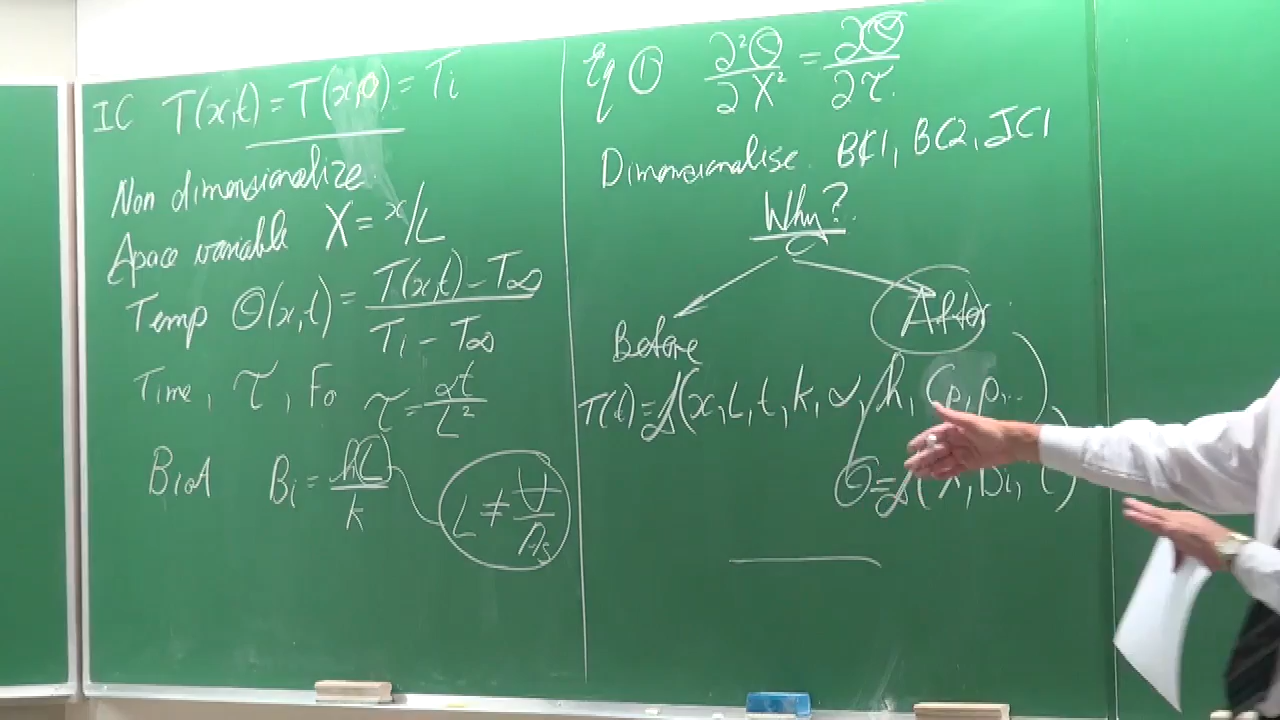 IC T(x,t) = T(x,0) = Ti
Non dimensionalize
Space variable X = x/L
Temp Θ(x,t) = T(x,t) - T∞ / Ti - T∞
Time, τ, Fo τ = αt / L²
Biot Bi = hL / k
L ≠ V / As
Eq ① ∂²Θ / ∂X² = ∂Θ / ∂τ
Dimensionalise BC1, BC2, IC1
Why?
Before
After
T(t) = f(x, L, t, k, α, h, Cp, ρ, ..)
Θ = f(X, Bi, τ)